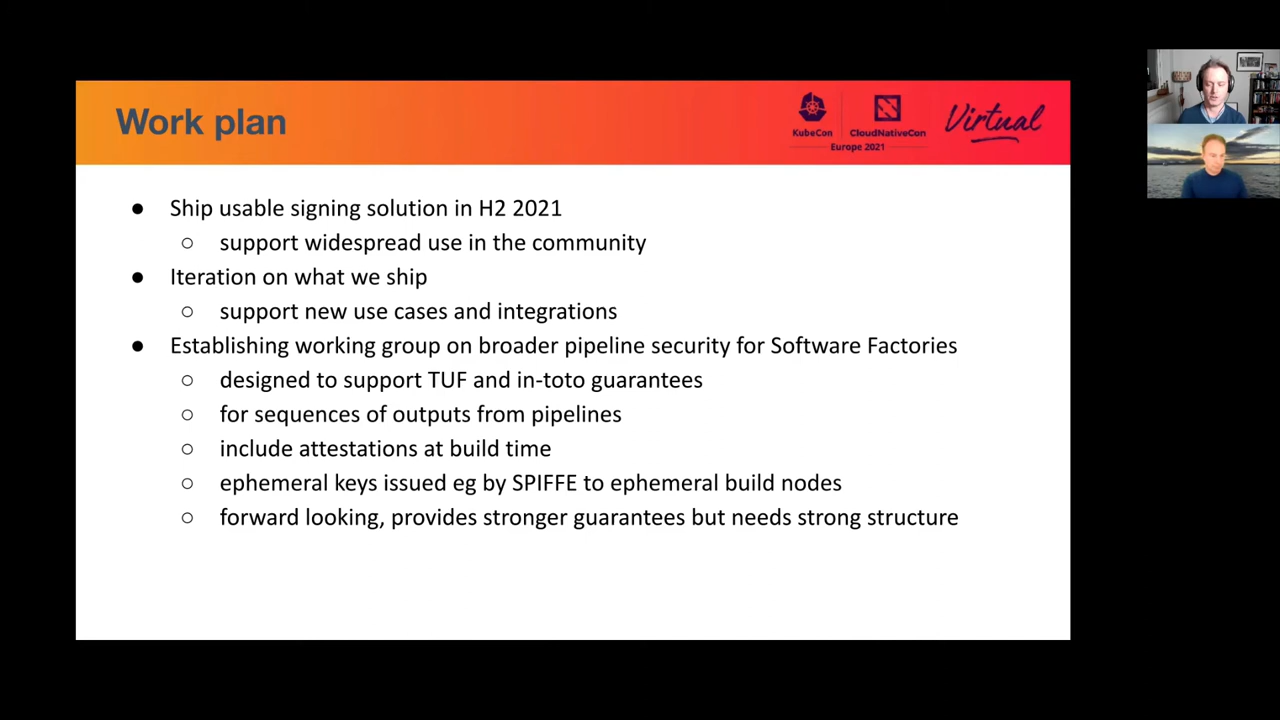 Work plan
KubeCon
CloudNativeCon
Europe 2021
Virtual
● Ship usable signing solution in H2 2021
○ support widespread use in the community
● Iteration on what we ship
○ support new use cases and integrations
● Establishing working group on broader pipeline security for Software Factories
○ designed to support TUF and in-toto guarantees
○ for sequences of outputs from pipelines
○ include attestations at build time
○ ephemeral keys issued eg by SPIFFE to ephemeral build nodes
○ forward looking, provides stronger guarantees but needs strong structure